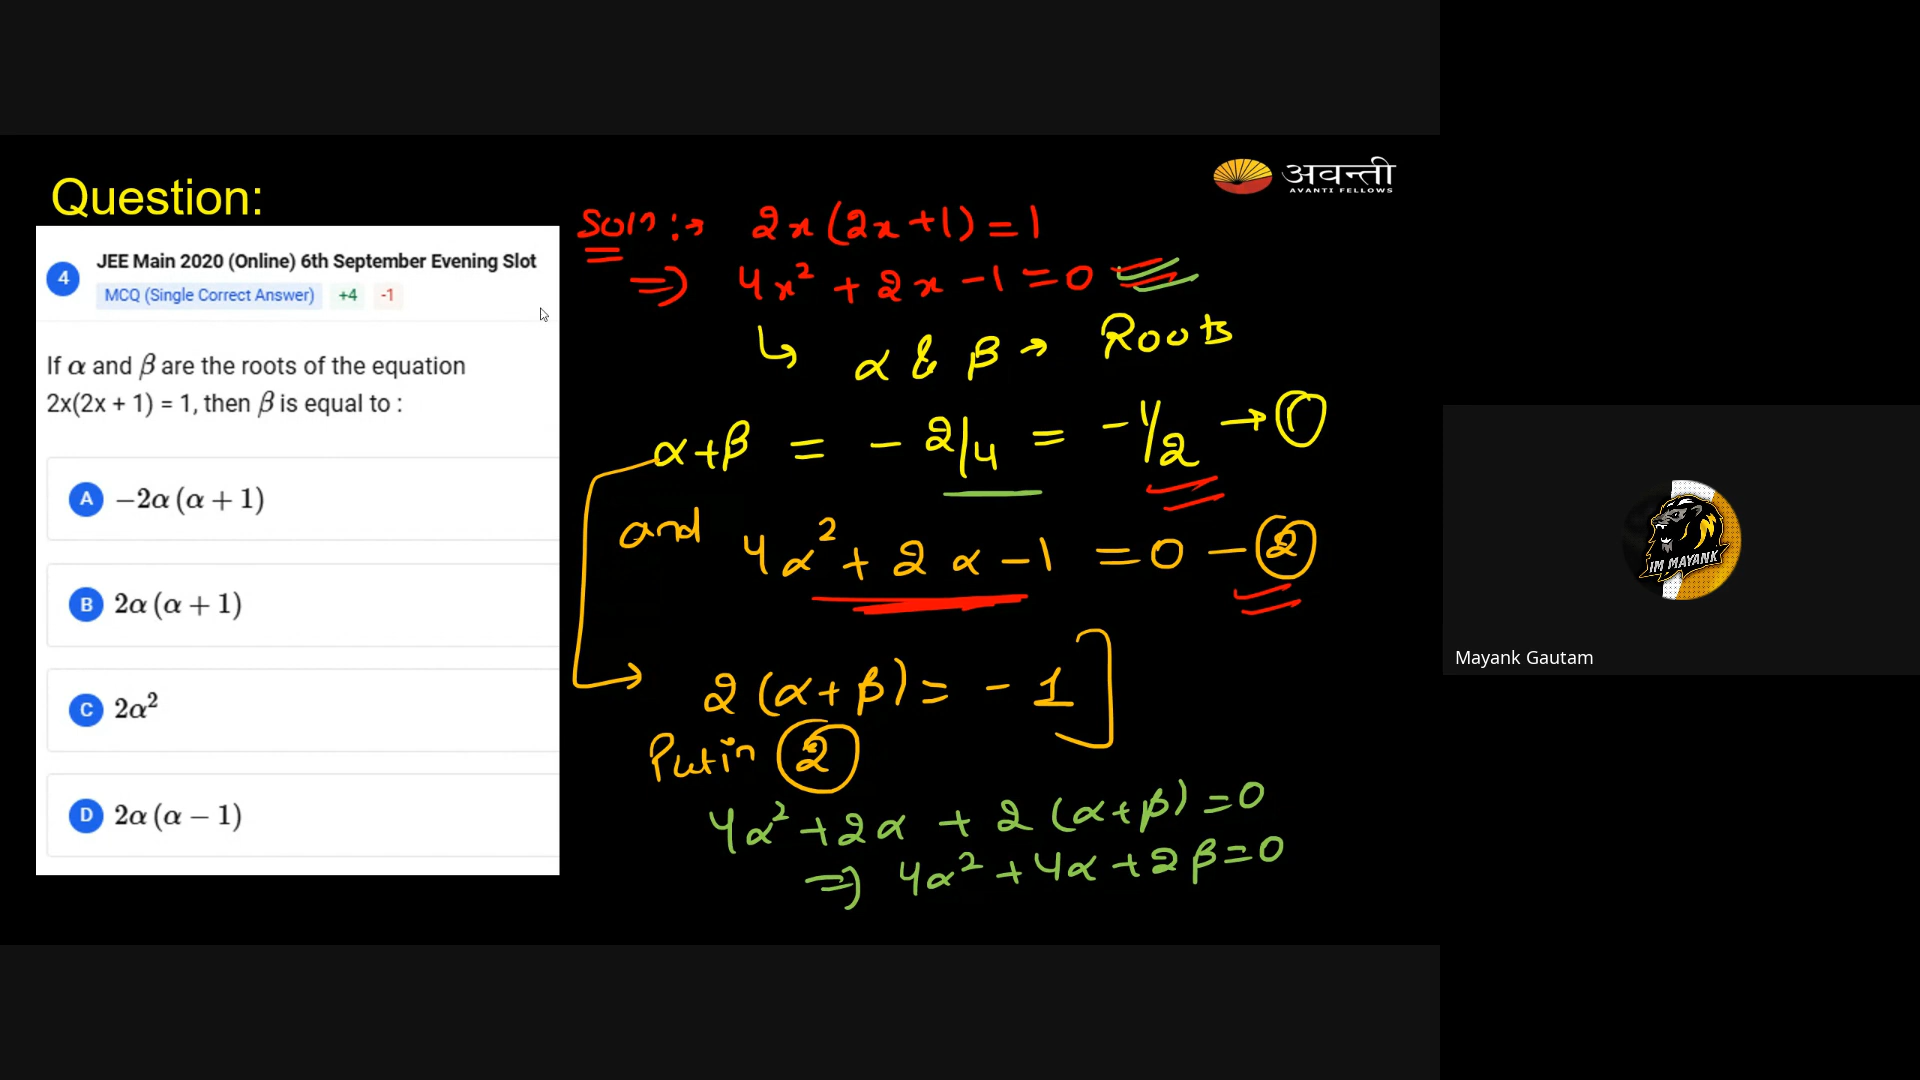 Question:
अवन्ती
AVANTI FELLOWS
4
JEE Main 2020 (Online) 6th September Evening Slot
MCQ (Single Correct Answer) +4 -1
If α and β are the roots of the equation
2x(2x + 1) = 1, then β is equal to :
A −2α (α + 1)
B 2α (α + 1)
C 2α²
D 2α (α − 1)
Soln :→ 2x(2x+1) = 1
⇒ 4x² + 2x - 1 = 0
↳ α & β → Roots
α+β = - 2/4 = -1/2 → ①
and 4α² + 2α - 1 = 0 - ②
2(α+β) = - 1 ]
Put in ②
4α² + 2α + 2(α+β) = 0
⇒ 4α² + 4α + 2β = 0
IM MAYANK
Mayank Gautam